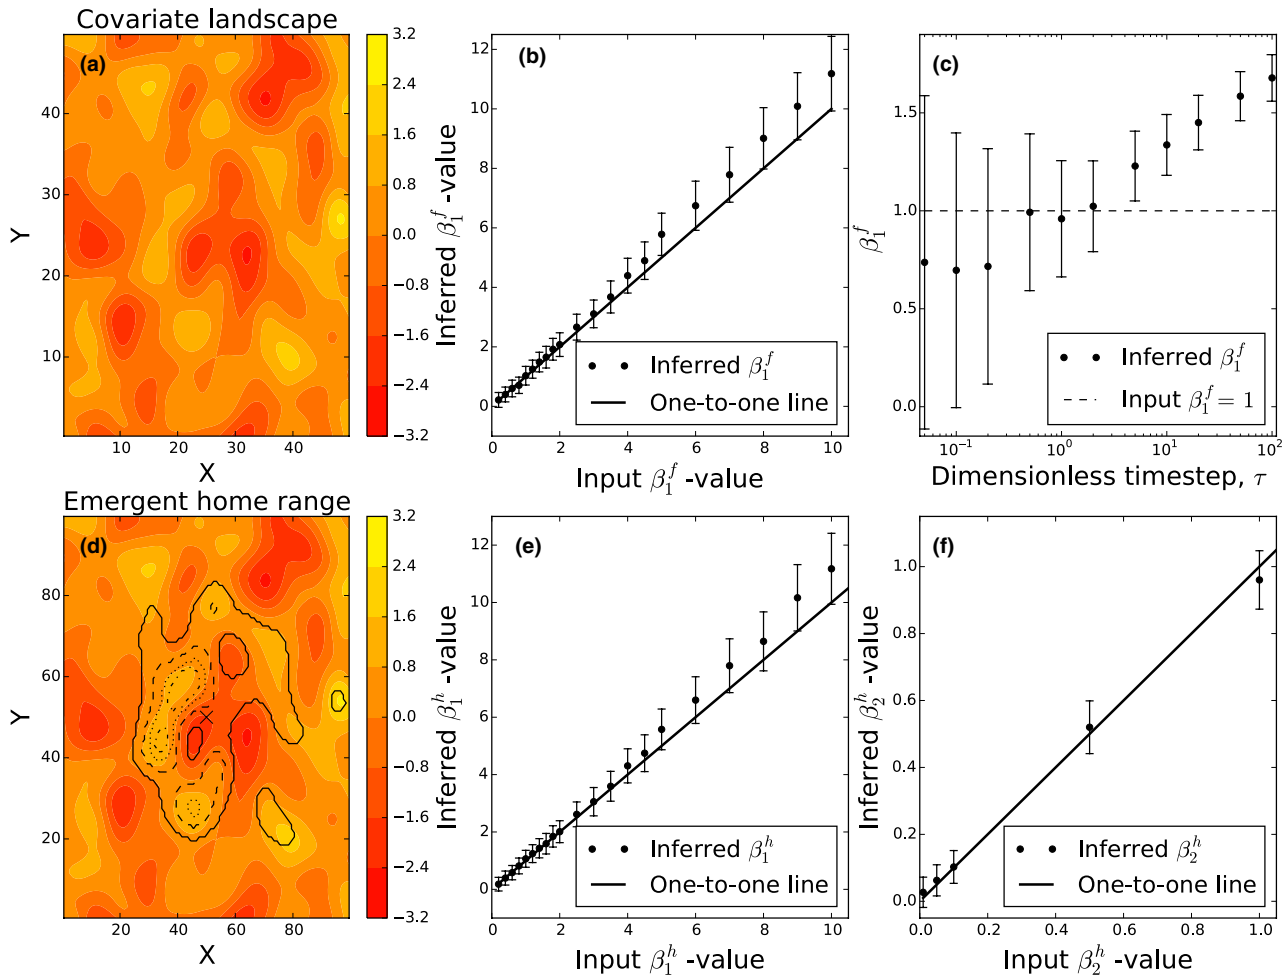 Covariate landscape
(a)
Y
40
30
20
10
10 20 30 40
X
3.2
2.4
1.6
0.8
0.0
−0.8
−1.6
−2.4
−3.2
(b)
Inferred β₁ᶠ -value
12
10
8
6
4
2
0
0 2 4 6 8 10
Input β₁ᶠ -value
Inferred β₁ᶠ
One-to-one line
(c)
β₁ᶠ
1.5
1.0
0.5
0.0
10⁻¹ 10⁰ 10¹ 10²
Dimensionless timestep, τ
Inferred β₁ᶠ
Input β₁ᶠ = 1
Emergent home range
(d)
Y
80
60
40
20
20 40 60 80
X
3.2
2.4
1.6
0.8
0.0
−0.8
−1.6
−2.4
−3.2
(e)
Inferred β₁ʰ -value
12
10
8
6
4
2
0
0 2 4 6 8 10
Input β₁ʰ -value
Inferred β₁ʰ
One-to-one line
(f)
Inferred β₂ʰ -value
1.0
0.8
0.6
0.4
0.2
0.0
0.0 0.2 0.4 0.6 0.8 1.0
Input β₂ʰ -value
Inferred β₂ʰ
One-to-one line